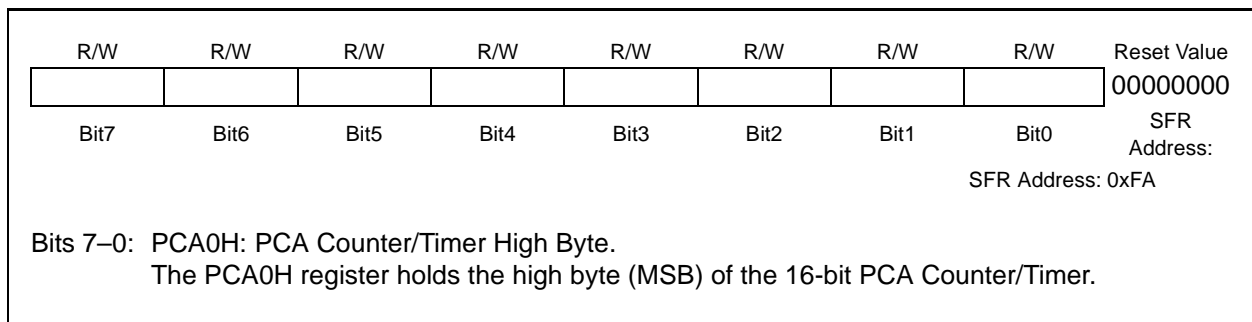 R/W R/W R/W R/W R/W R/W R/W R/W Reset Value
00000000
Bit7 Bit6 Bit5 Bit4 Bit3 Bit2 Bit1 Bit0 SFR
Address:
SFR Address: 0xFA
Bits 7–0: PCA0H: PCA Counter/Timer High Byte.
The PCA0H register holds the high byte (MSB) of the 16-bit PCA Counter/Timer.